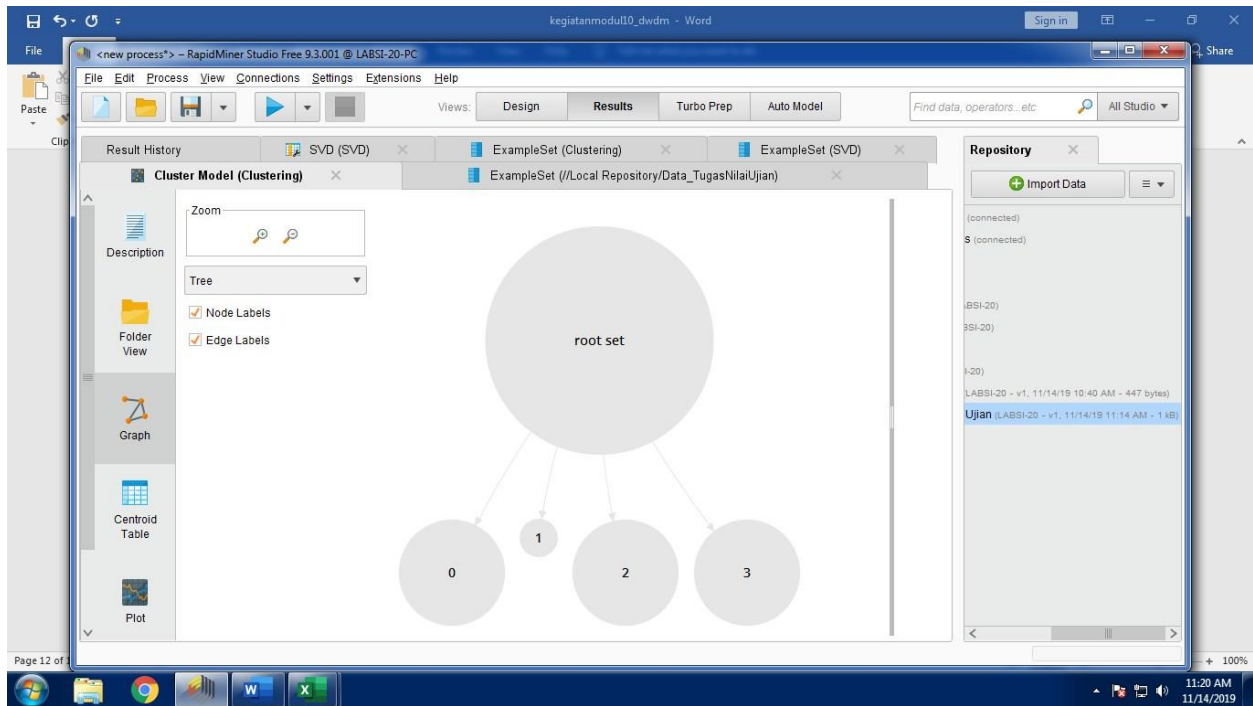 kegiatanmodul10_dwdm - Word
Sign in
File
Share
Paste
Clip
<new process*> – RapidMiner Studio Free 9.3.001 @ LABSI-20-PC
File Edit Process View Connections Settings Extensions Help
Views: Design Results Turbo Prep Auto Model
Find data, operators...etc
All Studio
Result History
SVD (SVD)
ExampleSet (Clustering)
ExampleSet (SVD)
Cluster Model (Clustering)
ExampleSet (//Local Repository/Data_TugasNilaiUjian)
Repository
Import Data
Description
Folder
View
Graph
Centroid
Table
Plot
Zoom
Tree
Node Labels
Edge Labels
root set
0
1
2
3
(connected)
S (connected)
BSI-20)
SI-20)
I-20)
LABSI-20 - v1, 11/14/19 10:40 AM - 447 bytes)
Ujian (LABSI-20 - v1, 11/14/19 11:14 AM - 1 kB)
Page 12 of 1
100%
W
X
11:20 AM
11/14/2019